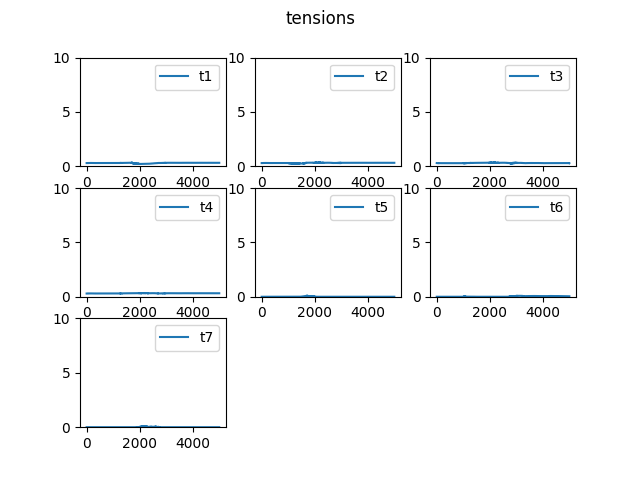 tensions
10 5 0 t1 0 2000 4000
10 5 0 t2 0 2000 4000
10 5 0 t3 0 2000 4000
10 5 0 t4 0 2000 4000
10 5 0 t5 0 2000 4000
10 5 0 t6 0 2000 4000
10 5 0 t7 0 2000 4000